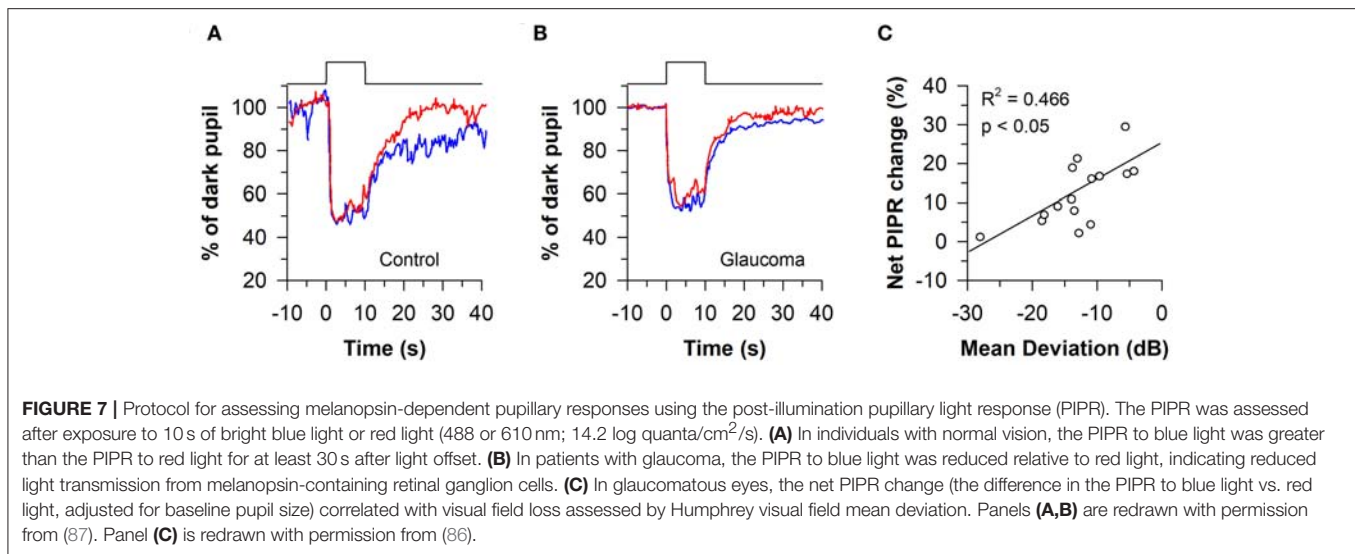 A
B
C
% of dark pupil
100
80
60
40
20
Control
-10 0 10 20 30 40
Time (s)
% of dark pupil
100
80
60
40
20
Glaucoma
-10 0 10 20 30 40
Time (s)
Net PIPR change (%)
40
30
20
10
0
-10
R² = 0.466
p < 0.05
-30 -20 -10 0
Mean Deviation (dB)
FIGURE 7 | Protocol for assessing melanopsin-dependent pupillary responses using the post-illumination pupillary light response (PIPR). The PIPR was assessed
after exposure to 10 s of bright blue light or red light (488 or 610 nm; 14.2 log quanta/cm²/s). (A) In individuals with normal vision, the PIPR to blue light was greater
than the PIPR to red light for at least 30 s after light offset. (B) In patients with glaucoma, the PIPR to blue light was reduced relative to red light, indicating reduced
light transmission from melanopsin-containing retinal ganglion cells. (C) In glaucomatous eyes, the net PIPR change (the difference in the PIPR to blue light vs. red
light, adjusted for baseline pupil size) correlated with visual field loss assessed by Humphrey visual field mean deviation. Panels (A,B) are redrawn with permission
from (87). Panel (C) is redrawn with permission from (86).